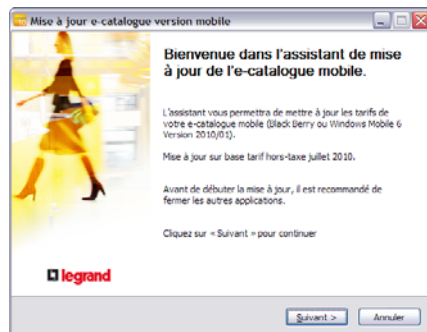 Mise à jour e-catalogue version mobile
Bienvenue dans l'assistant de mise
à jour de l'e-catalogue mobile.
L'assistant vous permettra de mettre à jour les tarifs de
votre e-catalogue mobile (Black Berry ou Windows Mobile 6
Version 2010/01).
Mise à jour sur base tarif hors-taxe juillet 2010.
Avant de débuter la mise à jour, il est recommandé de
fermer les autres applications.
Cliquez sur « Suivant » pour continuer
legrand
Suivant >
Annuler